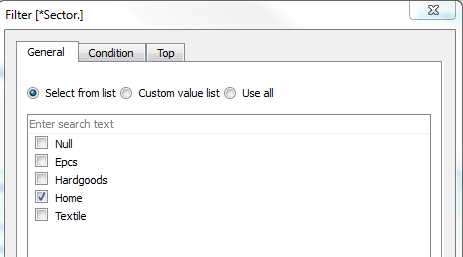 Filter [*Sector.]
General Condition Top
Select from list Custom value list Use all
Enter search text
Null
Epcs
Hardgoods
Home
Textile